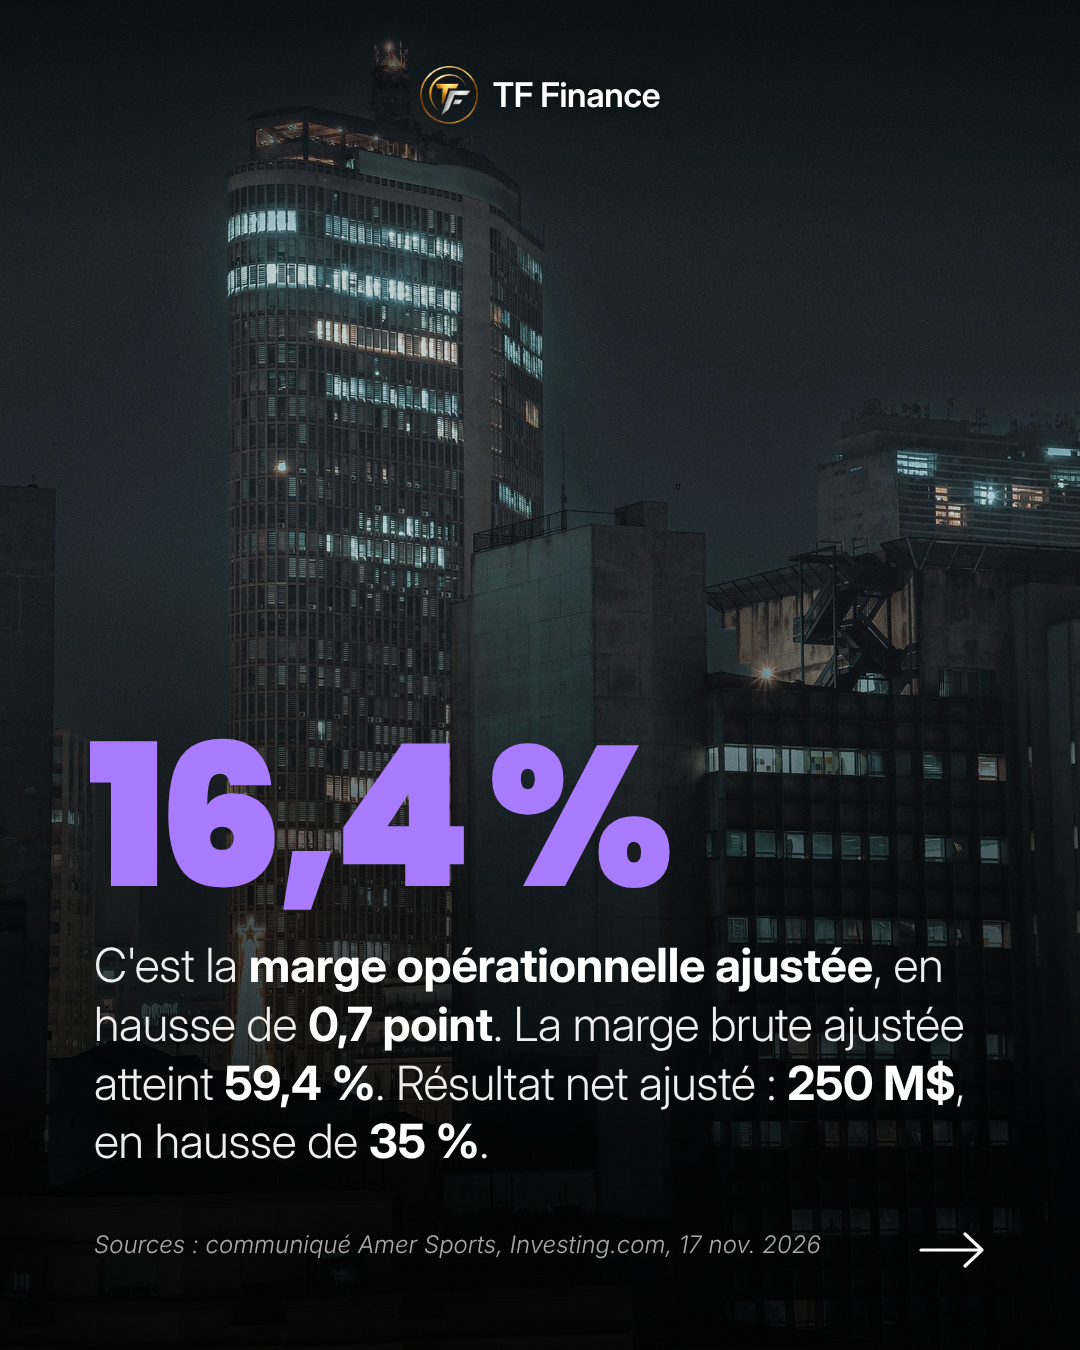 TF Finance
16,4 %
C'est la marge opérationnelle ajustée, en
hausse de 0,7 point. La marge brute ajustée
atteint 59,4 %. Résultat net ajusté : 250 M$,
en hausse de 35 %.
Sources : communiqué Amer Sports, Investing.com, 17 nov. 2026